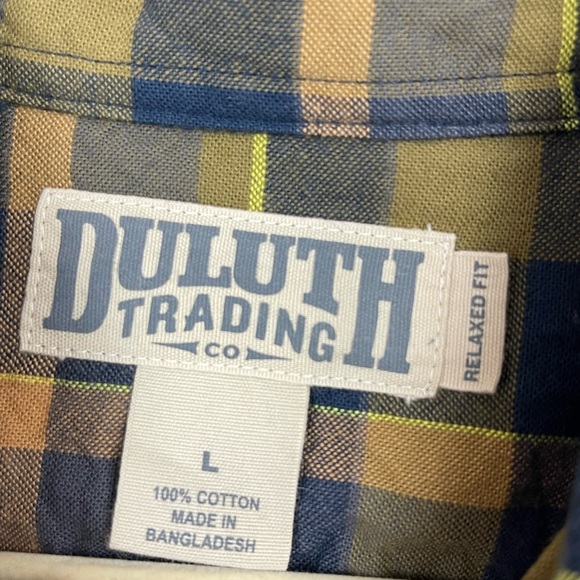 DULUTH
TRADING
CO
RELAXED FIT
L
100% COTTON
MADE IN
BANGLADESH